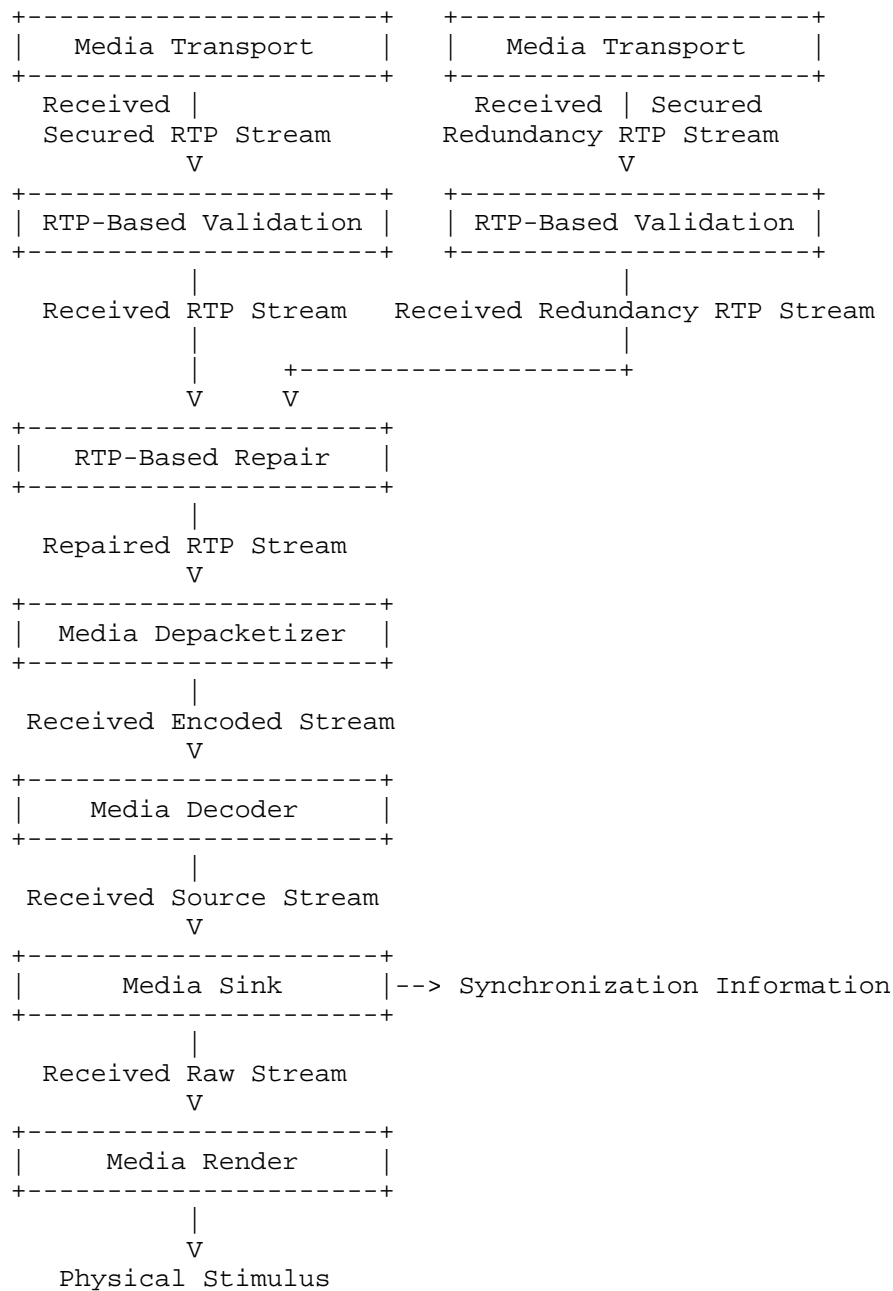 +----------------------+   +----------------------+
|   Media Transport    |   |   Media Transport    |
+----------------------+   +----------------------+
  Received |                 Received | Secured
  Secured RTP Stream       Redundancy RTP Stream
           V                          V
+----------------------+   +----------------------+
| RTP-Based Validation |   | RTP-Based Validation |
+----------------------+   +----------------------+
           |                          |
  Received RTP Stream   Received Redundancy RTP Stream
           |                          |
           |     +--------------------+
           V     V
+----------------------+
|   RTP-Based Repair   |
+----------------------+
           |
  Repaired RTP Stream
           V
+----------------------+
|  Media Depacketizer  |
+----------------------+
           |
 Received Encoded Stream
           V
+----------------------+
|    Media Decoder     |
+----------------------+
           |
 Received Source Stream
           V
+----------------------+
|      Media Sink      |--> Synchronization Information
+----------------------+
           |
  Received Raw Stream
           V
+----------------------+
|     Media Render     |
+----------------------+
           |
           V
   Physical Stimulus